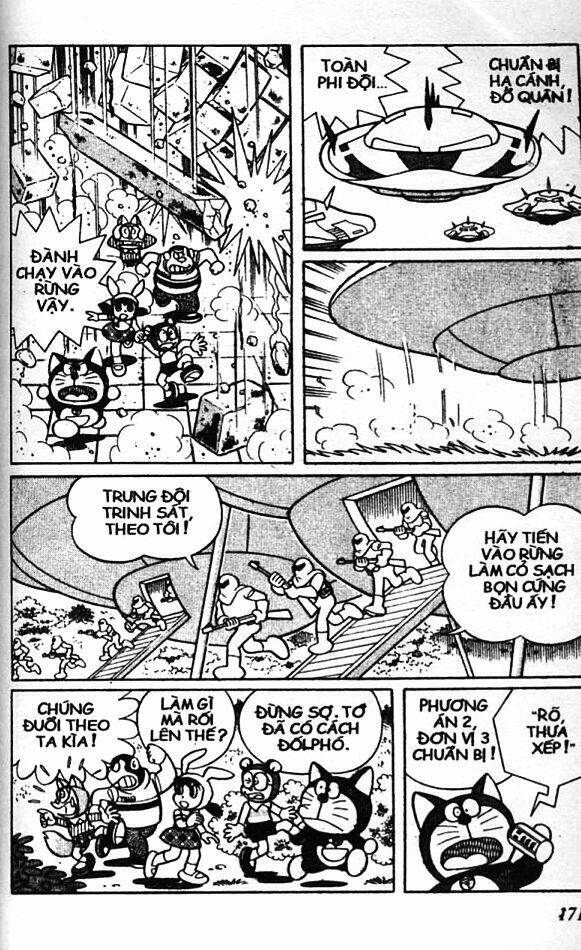 TOÀN
PHI ĐỘI...
CHUẨN BỊ
HẠ CÁNH,
ĐỔ QUÂN!
ĐÀNH
CHẠY VÀO
RỪNG
VẬY.
TRUNG ĐỘI
TRINH SÁT,
THEO TÔI!
HÃY TIẾN
VÀO RỪNG
LÀM CỎ SẠCH
BỌN CỨNG
ĐẦU ẤY!
CHÚNG
ĐUỔI THEO
TA KÌA!
LÀM GÌ
MÀ RỐI
LÊN THẾ?
ĐỪNG SỢ, TỚ
ĐÃ CÓ CÁCH
ĐỐI PHÓ.
PHƯƠNG
ÁN 2,
ĐƠN VỊ 3
CHUẨN BỊ!
"RÕ,
THƯA
XẾP!"
171